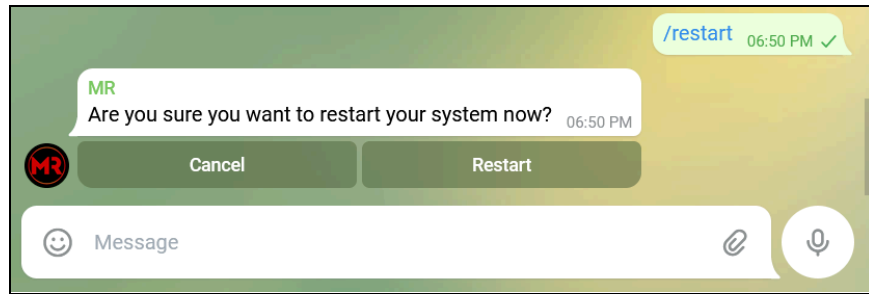 /restart 06:50 PM
MR
Are you sure you want to restart your system now? 06:50 PM
MR
Cancel Restart
Message